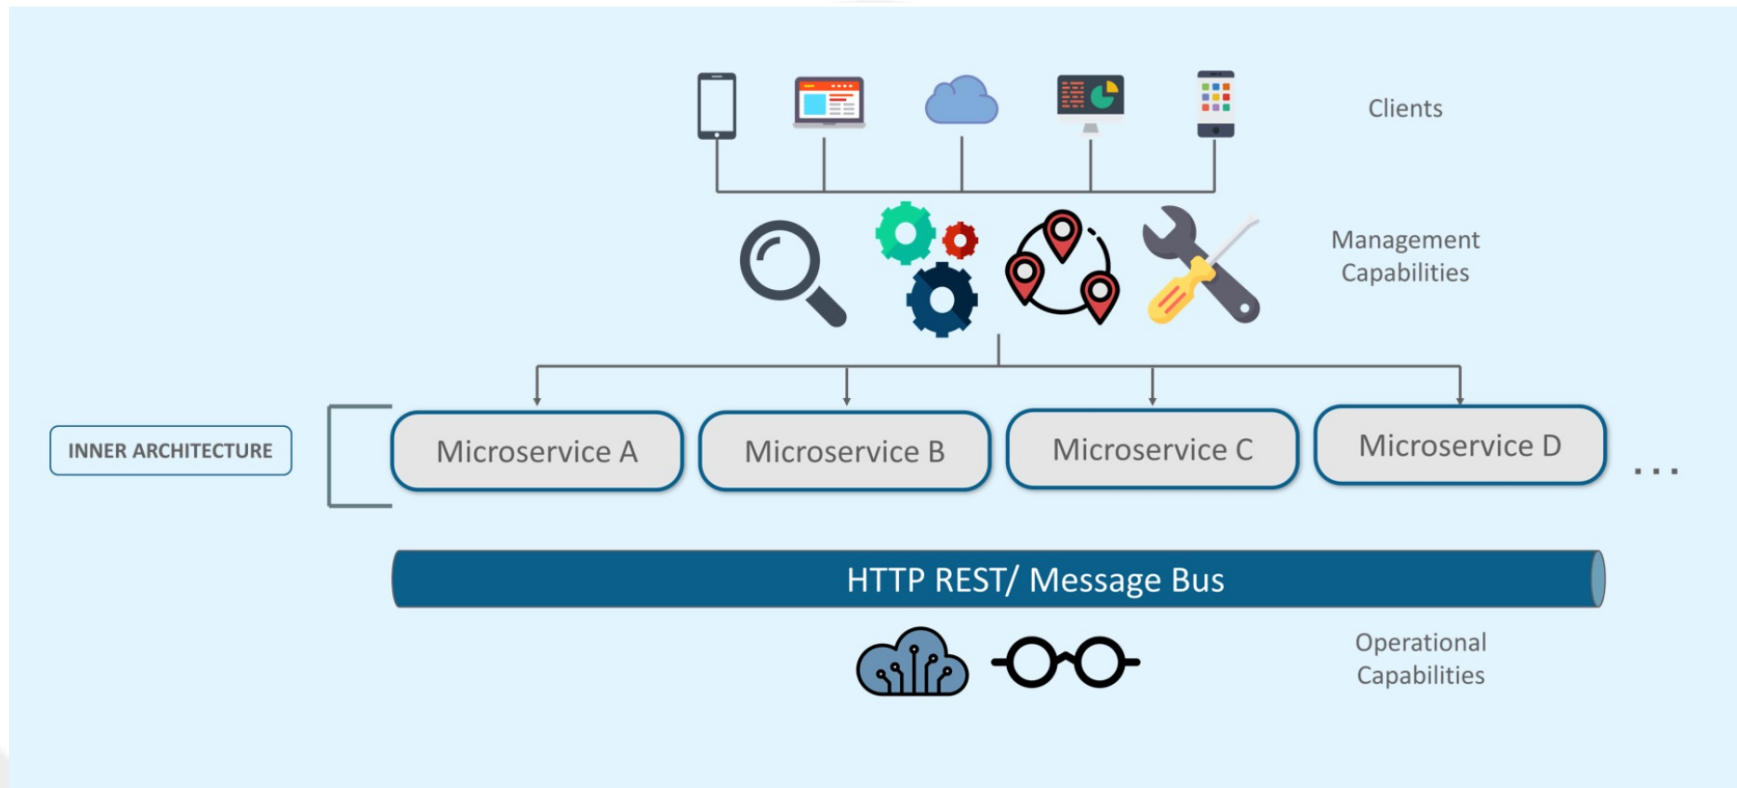 Clients
Management
Capabilities
INNER ARCHITECTURE
Microservice A
Microservice B
Microservice C
Microservice D
...
HTTP REST/ Message Bus
Operational
Capabilities